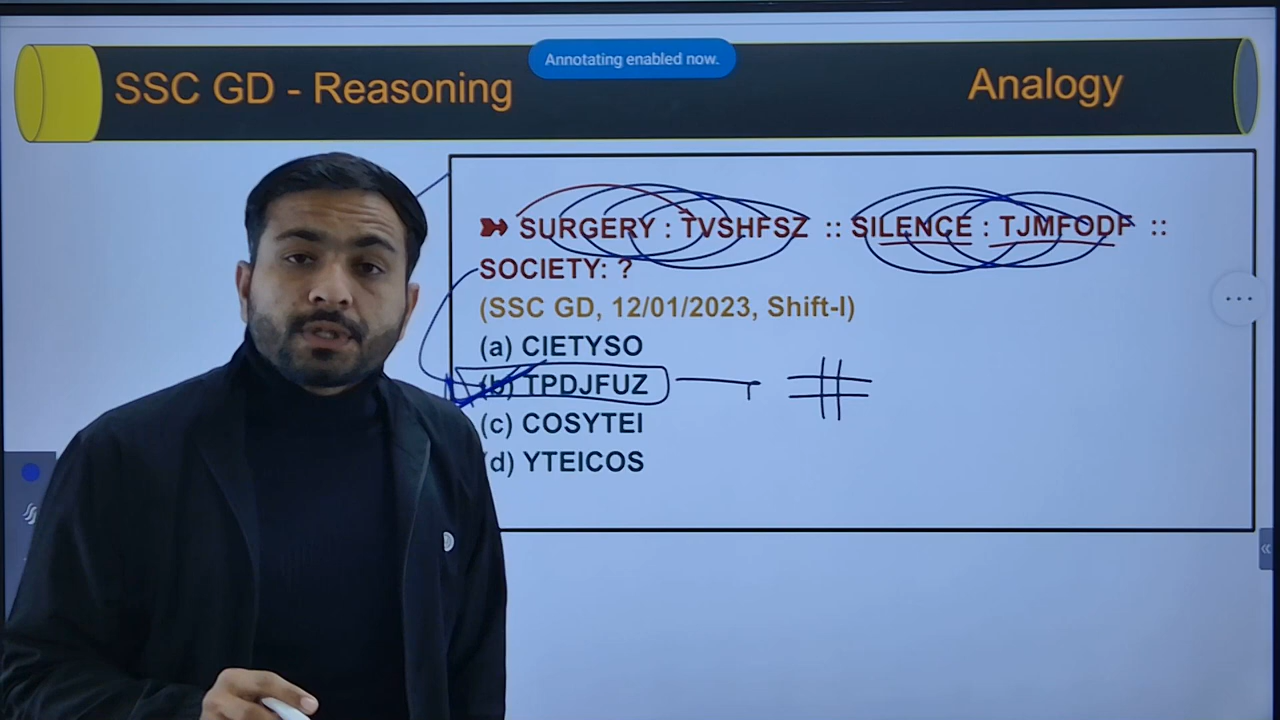 Annotating enabled now.
SSC GD - Reasoning
Analogy
SURGERY : TVSHFSZ :: SILENCE : TJMFODF ::
SOCIETY: ?
(SSC GD, 12/01/2023, Shift-I)
(a) CIETYSO
(b) TPDJFUZ
(c) COSYTEI
(d) YTEICOS